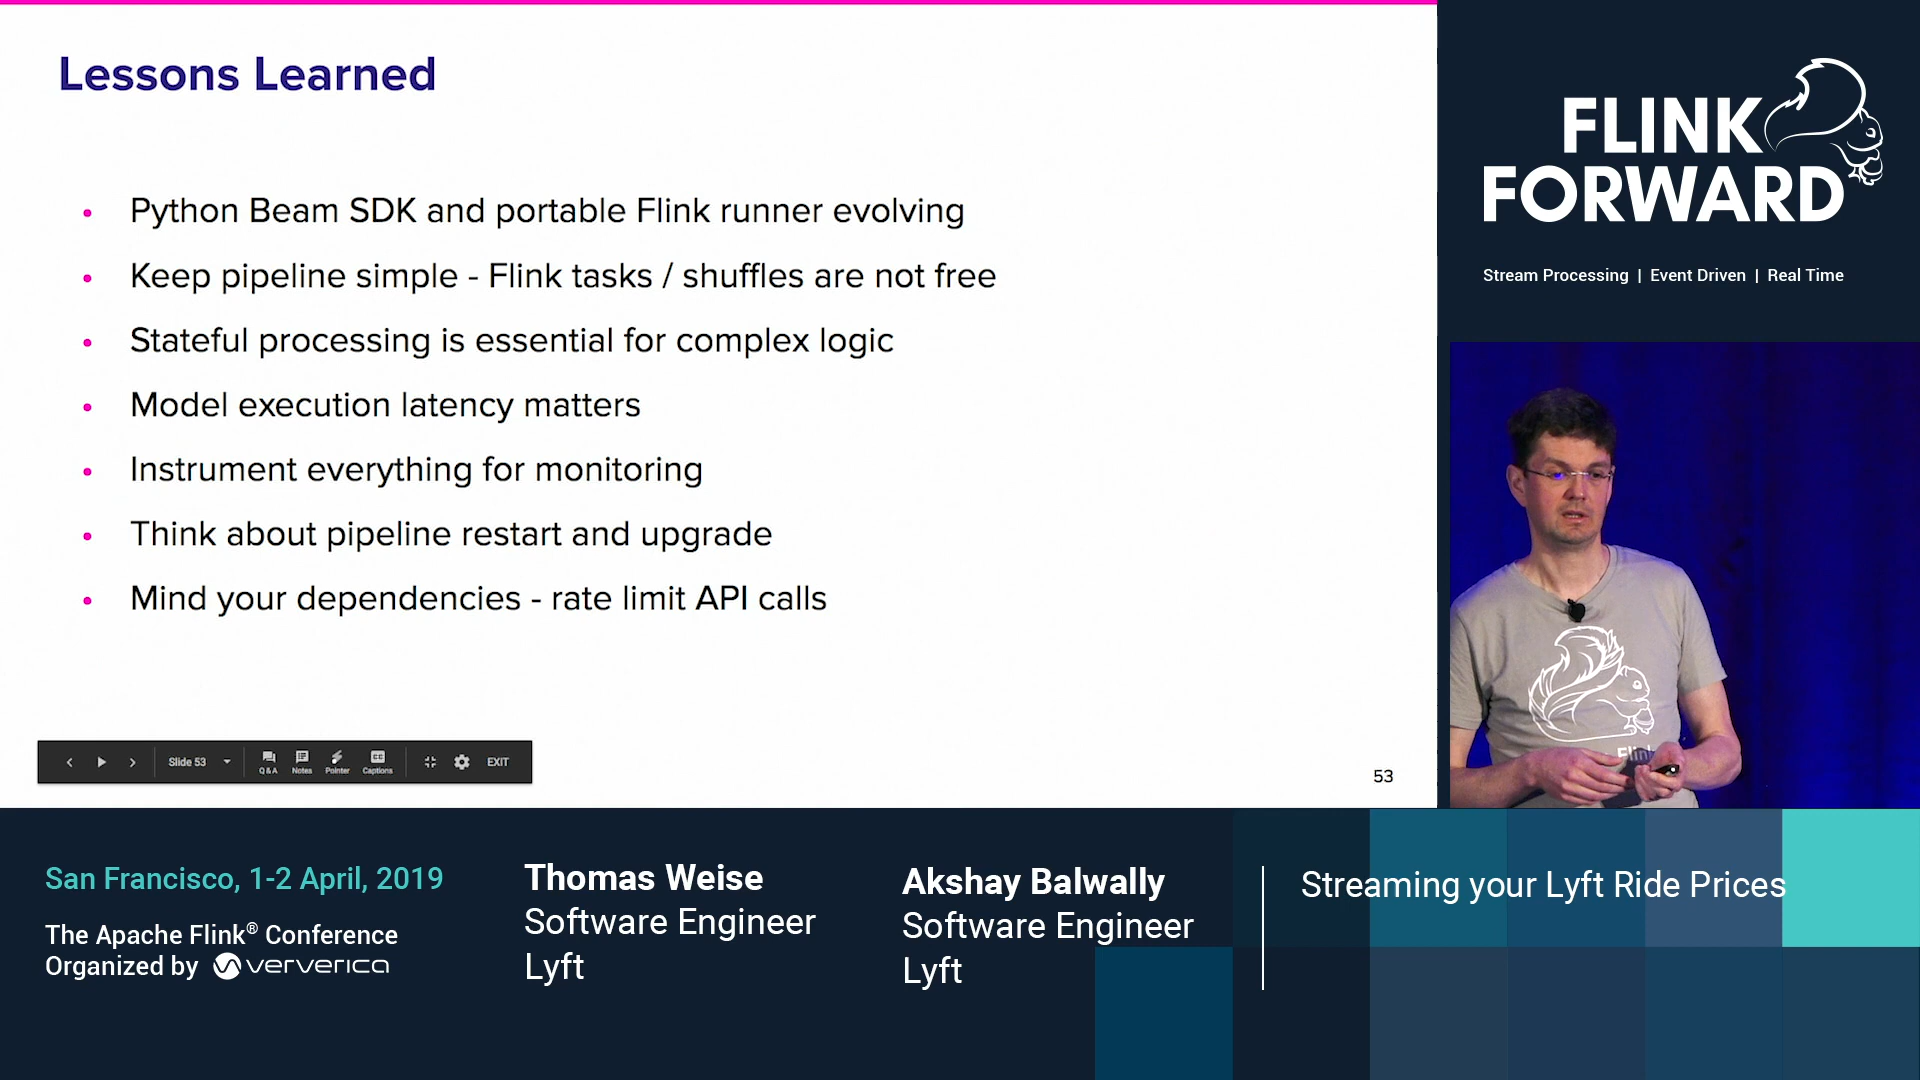 Lessons Learned
Python Beam SDK and portable Flink runner evolving
Keep pipeline simple - Flink tasks / shuffles are not free
Stateful processing is essential for complex logic
Model execution latency matters
Instrument everything for monitoring
Think about pipeline restart and upgrade
Mind your dependencies - rate limit API calls
Slide 53
Q & A
Notes
Pointer
CC
Captions
EXIT
53
FLINK
FORWARD
Stream Processing | Event Driven | Real Time
Flink
San Francisco, 1-2 April, 2019
The Apache Flink® Conference
Organized by ververica
Thomas Weise
Software Engineer
Lyft
Akshay Balwally
Software Engineer
Lyft
Streaming your Lyft Ride Prices